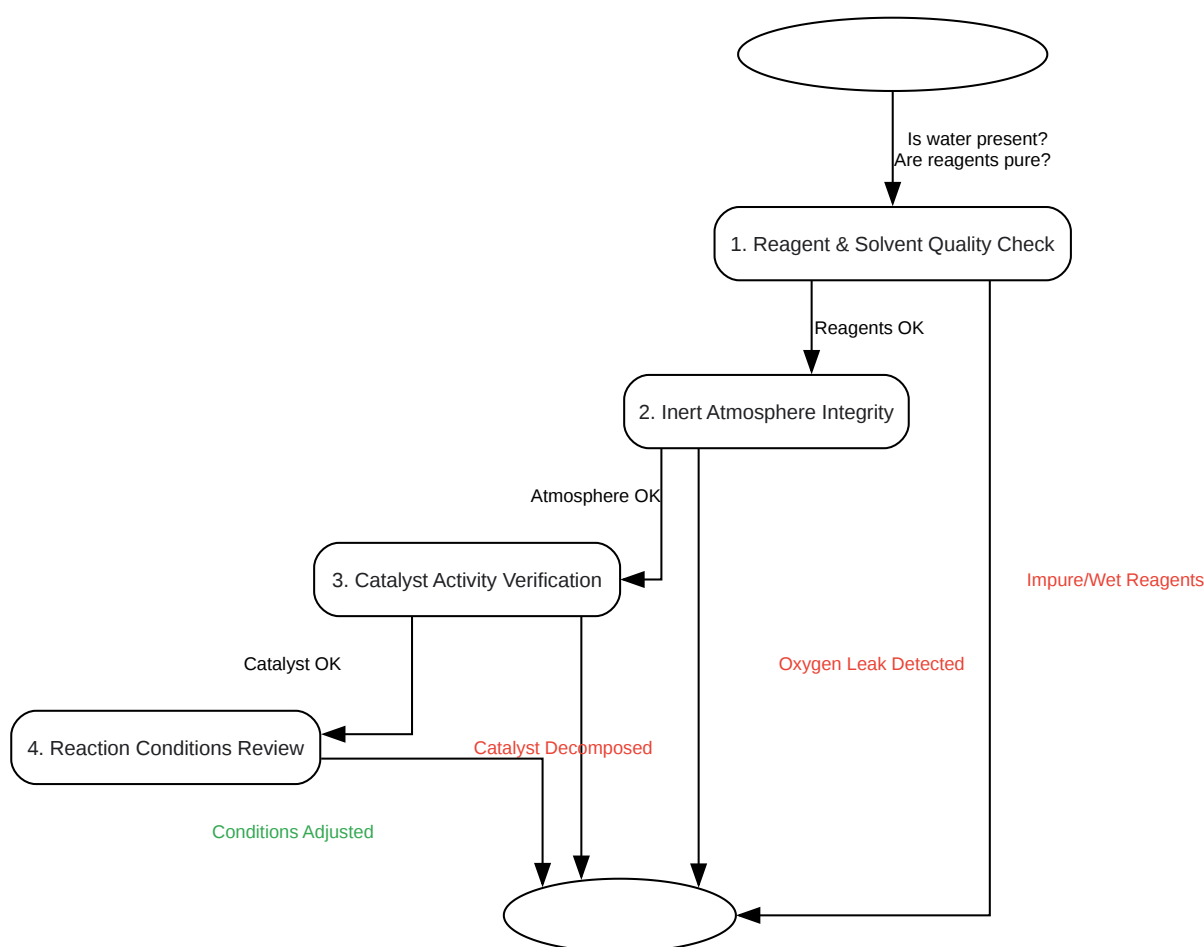 Is water present?
Are reagents pure?
1. Reagent & Solvent Quality Check
Reagents OK
2. Inert Atmosphere Integrity
Atmosphere OK
3. Catalyst Activity Verification
Impure/Wet Reagents
Catalyst OK
Oxygen Leak Detected
4. Reaction Conditions Review
Catalyst Decomposed
Conditions Adjusted